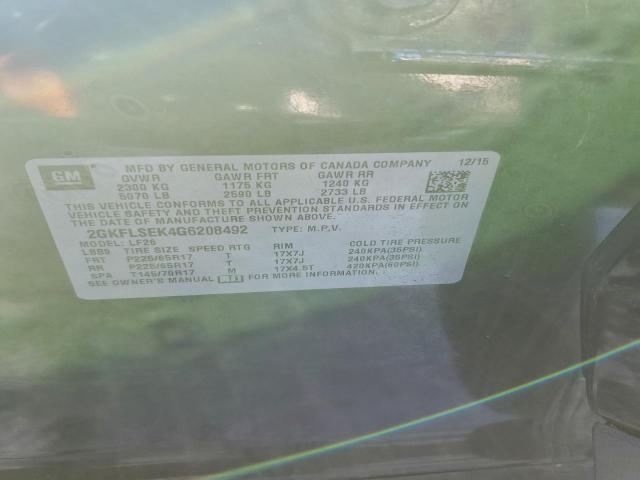 GM MFD BY GENERAL MOTORS OF CANADA COMPANY 12/15
GVWR GAWR FRT GAWR RR
2300 KG 1175 KG 1240 KG
5070 LB 2590 LB 2733 LB
THIS VEHICLE CONFORMS TO ALL APPLICABLE U.S. FEDERAL MOTOR
VEHICLE SAFETY AND THEFT PREVENTION STANDARDS IN EFFECT ON
THE DATE OF MANUFACTURE SHOWN ABOVE.
2GKFLSEK4G6208492 TYPE: M.P.V.
MODEL: LF26
LSB9 TIRE SIZE SPEED RTG RIM COLD TIRE PRESSURE
FRT P225/65R17 T 17X7J 240KPA(35PSI)
RR P225/65R17 T 17X7J 240KPA(35PSI)
SPA T145/75R17 M 17X4.5T 420KPA(60PSI)
SEE OWNER'S MANUAL FOR MORE INFORMATION.